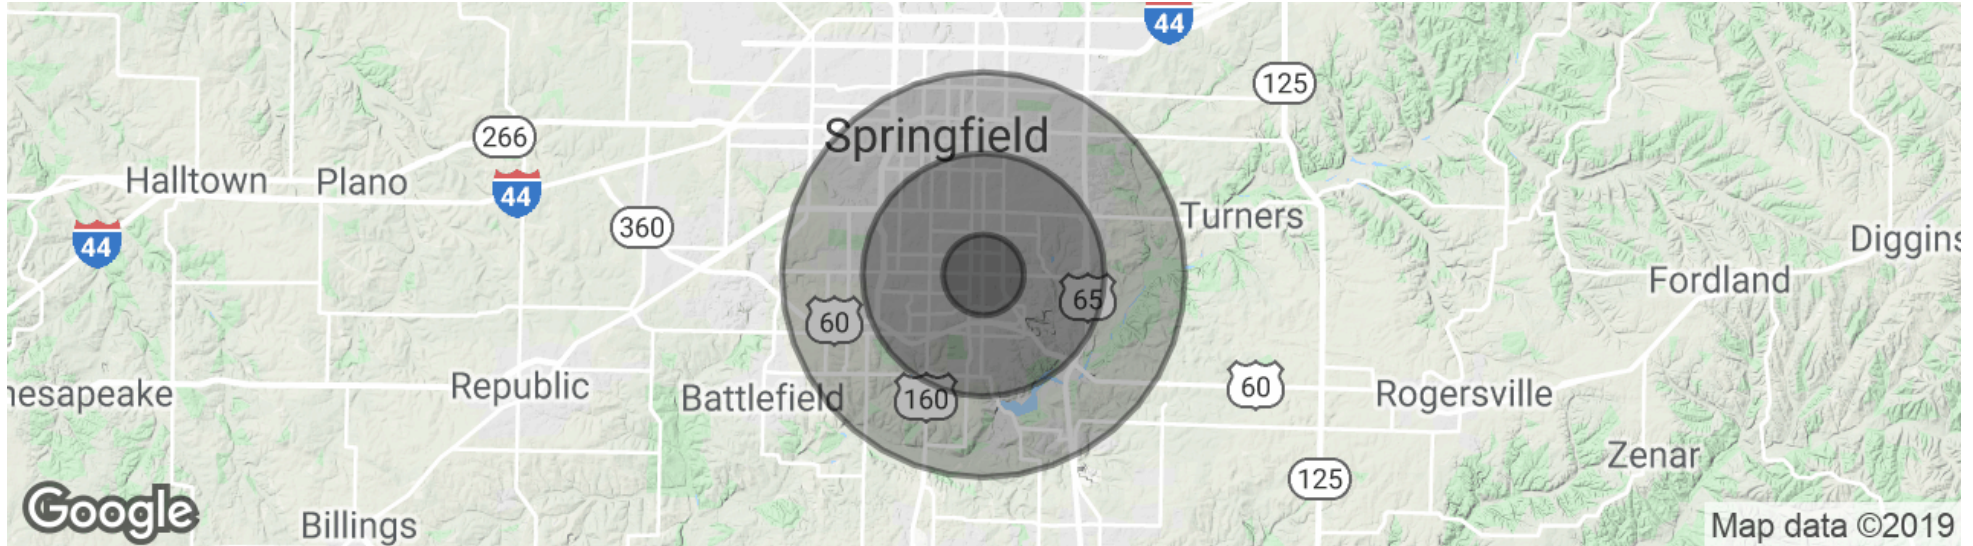 44
125
Springfield
266
Halltown
Plano
44
Turners
360
44
Diggins
Fordland
65
60
hesapeake
Republic
Battlefield
160
60
Rogersville
Zenar
125
Google
Billings
Map data ©2019